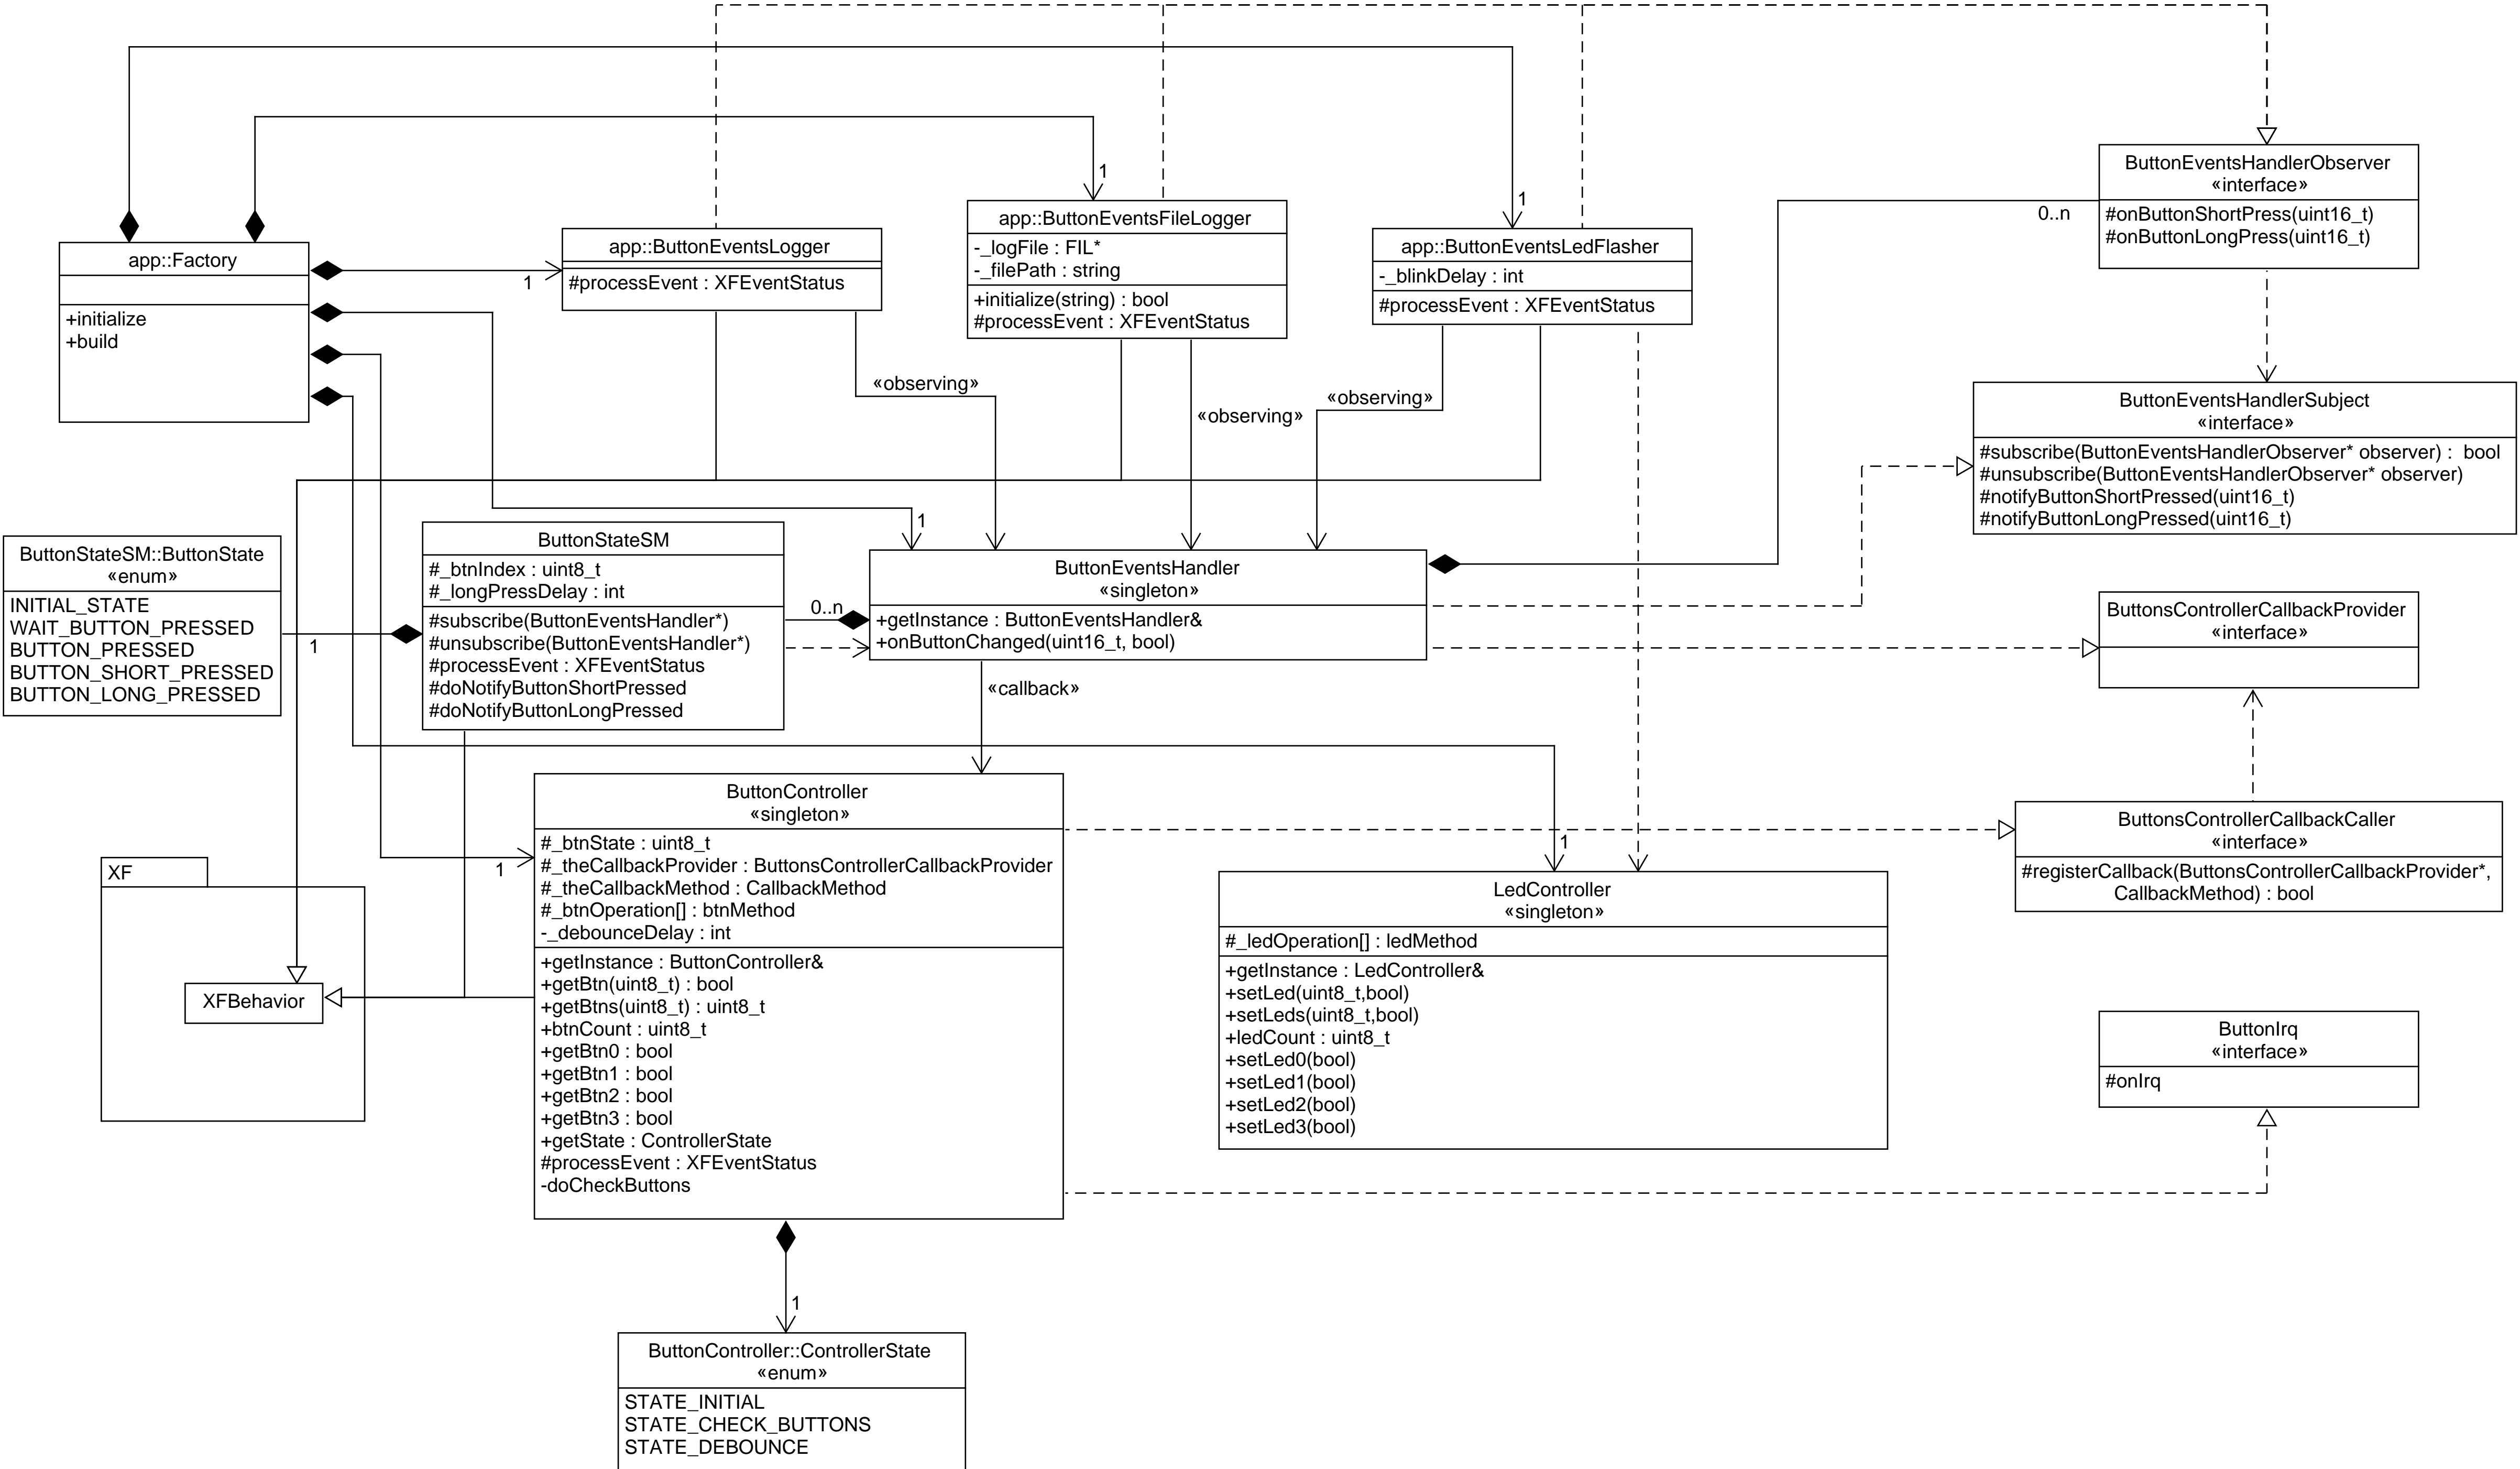 1
1
ButtonEventsHandlerObserver
«interface»
0..n
#onButtonShortPress(uint16_t)
#onButtonLongPress(uint16_t)
app::Factory
+initialize
+build
1
app::ButtonEventsLogger
#processEvent : XFEventStatus
app::ButtonEventsFileLogger
-_logFile : FIL*
-_filePath : string
+initialize(string) : bool
#processEvent : XFEventStatus
app::ButtonEventsLedFlasher
-_blinkDelay : int
#processEvent : XFEventStatus
«observing»
«observing»
«observing»
ButtonEventsHandlerSubject
«interface»
#subscribe(ButtonEventsHandlerObserver* observer) :  bool
#unsubscribe(ButtonEventsHandlerObserver* observer)
#notifyButtonShortPressed(uint16_t)
#notifyButtonLongPressed(uint16_t)
1
ButtonStateSM::ButtonState
«enum»
INITIAL_STATE
WAIT_BUTTON_PRESSED
BUTTON_PRESSED
BUTTON_SHORT_PRESSED
BUTTON_LONG_PRESSED
1
ButtonStateSM
#_btnIndex : uint8_t
#_longPressDelay : int
#subscribe(ButtonEventsHandler*)
#unsubscribe(ButtonEventsHandler*)
#processEvent : XFEventStatus
#doNotifyButtonShortPressed
#doNotifyButtonLongPressed
0..n
ButtonEventsHandler
«singleton»
+getInstance : ButtonEventsHandler&
+onButtonChanged(uint16_t, bool)
«callback»
ButtonsControllerCallbackProvider
«interface»
1
ButtonController
«singleton»
#_btnState : uint8_t
#_theCallbackProvider : ButtonsControllerCallbackProvider
#_theCallbackMethod : CallbackMethod
#_btnOperation[] : btnMethod
-_debounceDelay : int
+getInstance : ButtonController&
+getBtn(uint8_t) : bool
+getBtns(uint8_t) : uint8_t
+btnCount : uint8_t
+getBtn0 : bool
+getBtn1 : bool
+getBtn2 : bool
+getBtn3 : bool
+getState : ControllerState
#processEvent : XFEventStatus
-doCheckButtons
1
ButtonsControllerCallbackCaller
«interface»
#registerCallback(ButtonsControllerCallbackProvider*,
CallbackMethod) : bool
XF
XFBehavior
LedController
«singleton»
#_ledOperation[] : ledMethod
+getInstance : LedController&
+setLed(uint8_t,bool)
+setLeds(uint8_t,bool)
+ledCount : uint8_t
+setLed0(bool)
+setLed1(bool)
+setLed2(bool)
+setLed3(bool)
ButtonIrq
«interface»
#onIrq
1
ButtonController::ControllerState
«enum»
STATE_INITIAL
STATE_CHECK_BUTTONS
STATE_DEBOUNCE